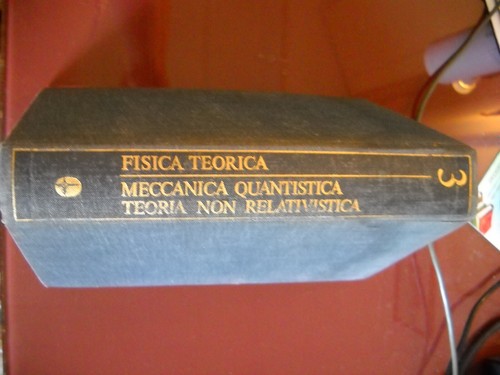 FISICA TEORICA
MECCANICA QUANTISTICA
TEORIA NON RELATIVISTICA
3